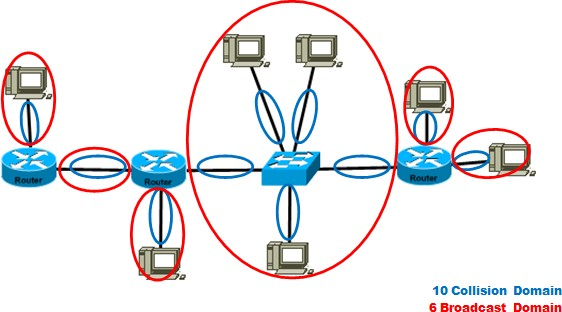 Router
Router
Router
10 Collision Domain
6 Broadcast Domain